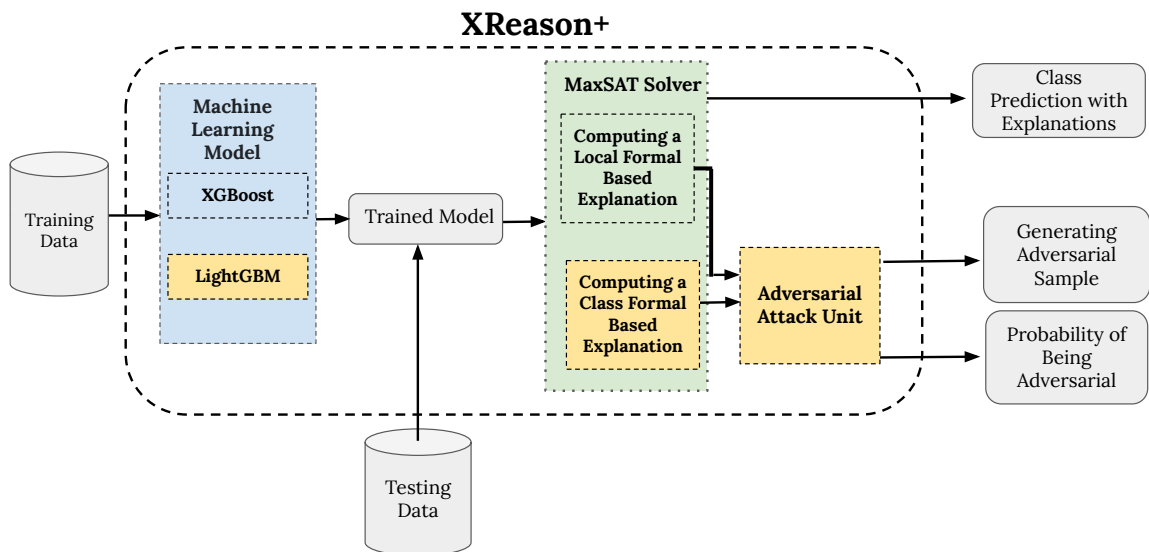 XReason+
Machine
Learning
Model
XGBoost
LightGBM
Training
Data
Trained Model
Testing
Data
MaxSAT Solver
Computing a
Local Formal
Based
Explanation
Computing a
Class Formal
Based
Explanation
Adversarial
Attack Unit
Class
Prediction with
Explanations
Generating
Adversarial
Sample
Probability of
Being
Adversarial